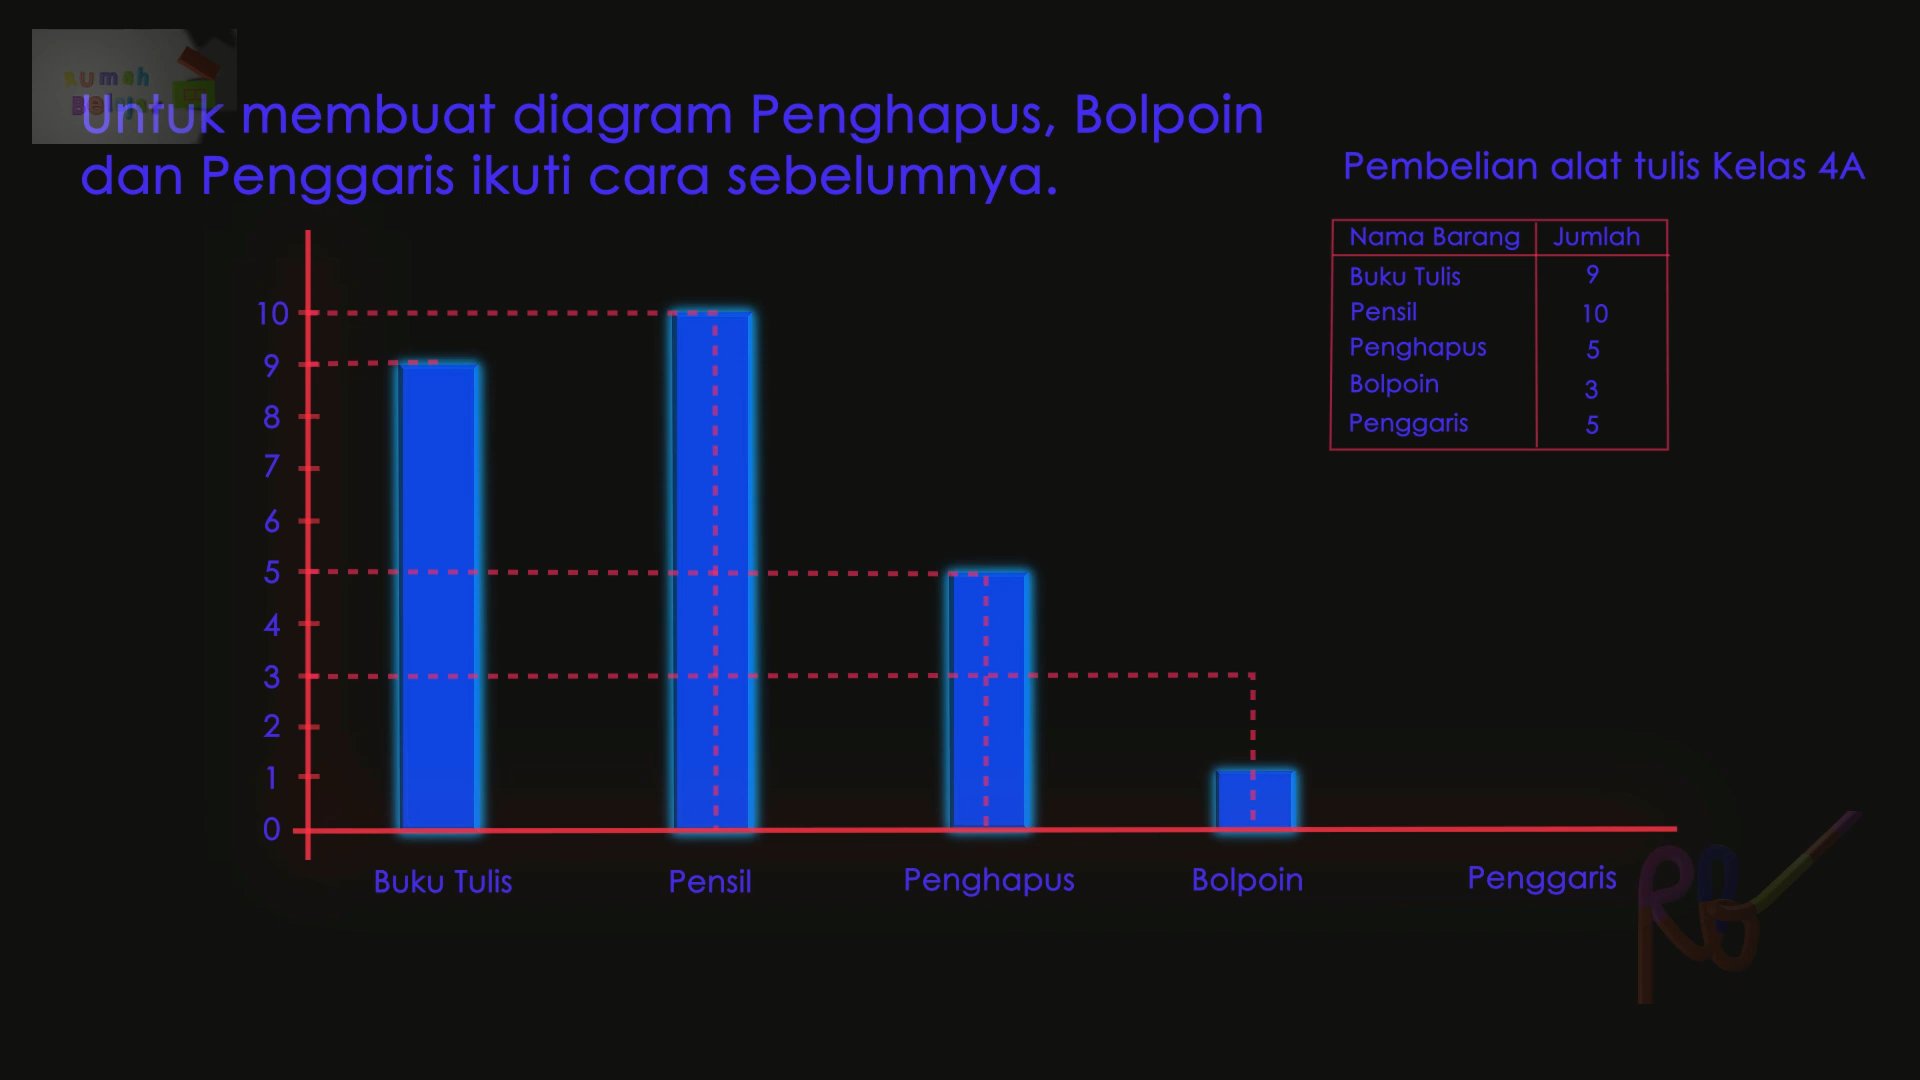 Rumah
Belajar
Untuk membuat diagram Penghapus, Bolpoin
dan Penggaris ikuti cara sebelumnya.
Pembelian alat tulis Kelas 4A
Nama Barang Jumlah
Buku Tulis 9
Pensil 10
Penghapus 5
Bolpoin 3
Penggaris 5
10
9
8
7
6
5
4
3
2
1
0
Buku Tulis Pensil Penghapus Bolpoin Penggaris